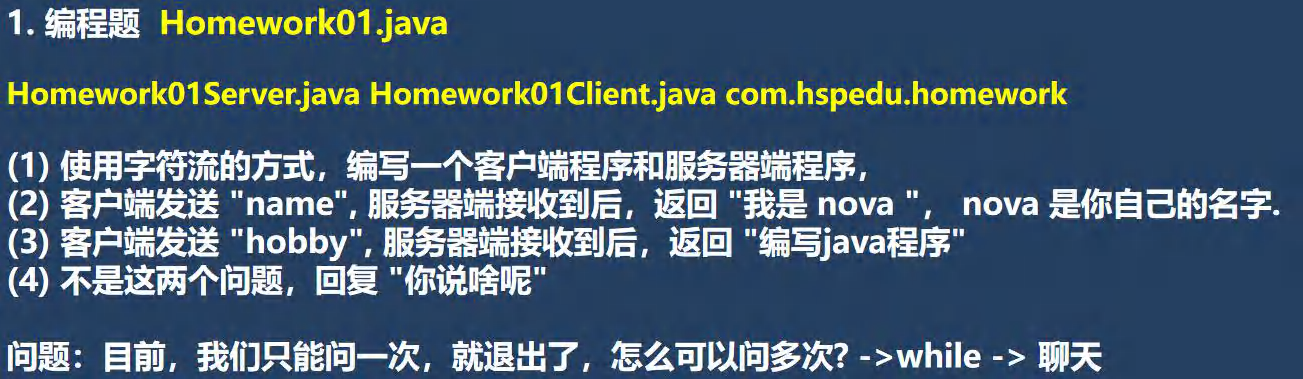 1. 编程题 Homework01.java
Homework01Server.java Homework01Client.java com.hspedu.homework
(1) 使用字符流的方式，编写一个客户端程序和服务器端程序，
(2) 客户端发送 "name", 服务器端接收到后，返回 "我是 nova "， nova 是你自己的名字.
(3) 客户端发送 "hobby", 服务器端接收到后，返回 "编写java程序"
(4) 不是这两个问题，回复 "你说啥呢"
问题：目前，我们只能问一次，就退出了，怎么可以问多次? ->while -> 聊天